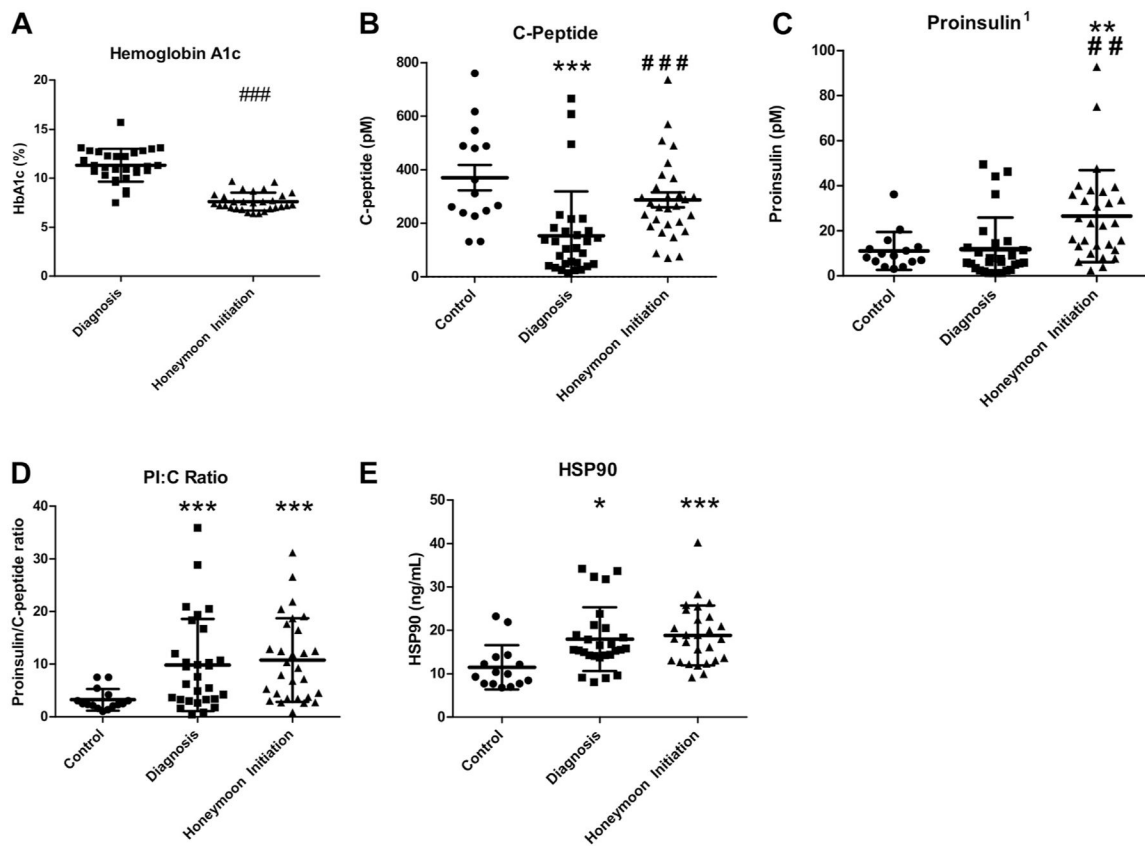 A
Hemoglobin A1c
HbA1c (%)
20
15
10
5
0
###
Diagnosis
Honeymoon Initiation
B
C-Peptide
C-peptide (pM)
800
600
400
200
0
***
###
Control
Diagnosis
Honeymoon Initiation
C
Proinsulin¹
Proinsulin (pM)
100
80
60
40
20
0
**
##
Control
Diagnosis
Honeymoon Initiation
D
PI:C Ratio
Proinsulin/C-peptide ratio
40
30
20
10
0
***
***
Control
Diagnosis
Honeymoon Initiation
E
HSP90
HSP90 (ng/mL)
50
40
30
20
10
0
*
***
Control
Diagnosis
Honeymoon Initiation